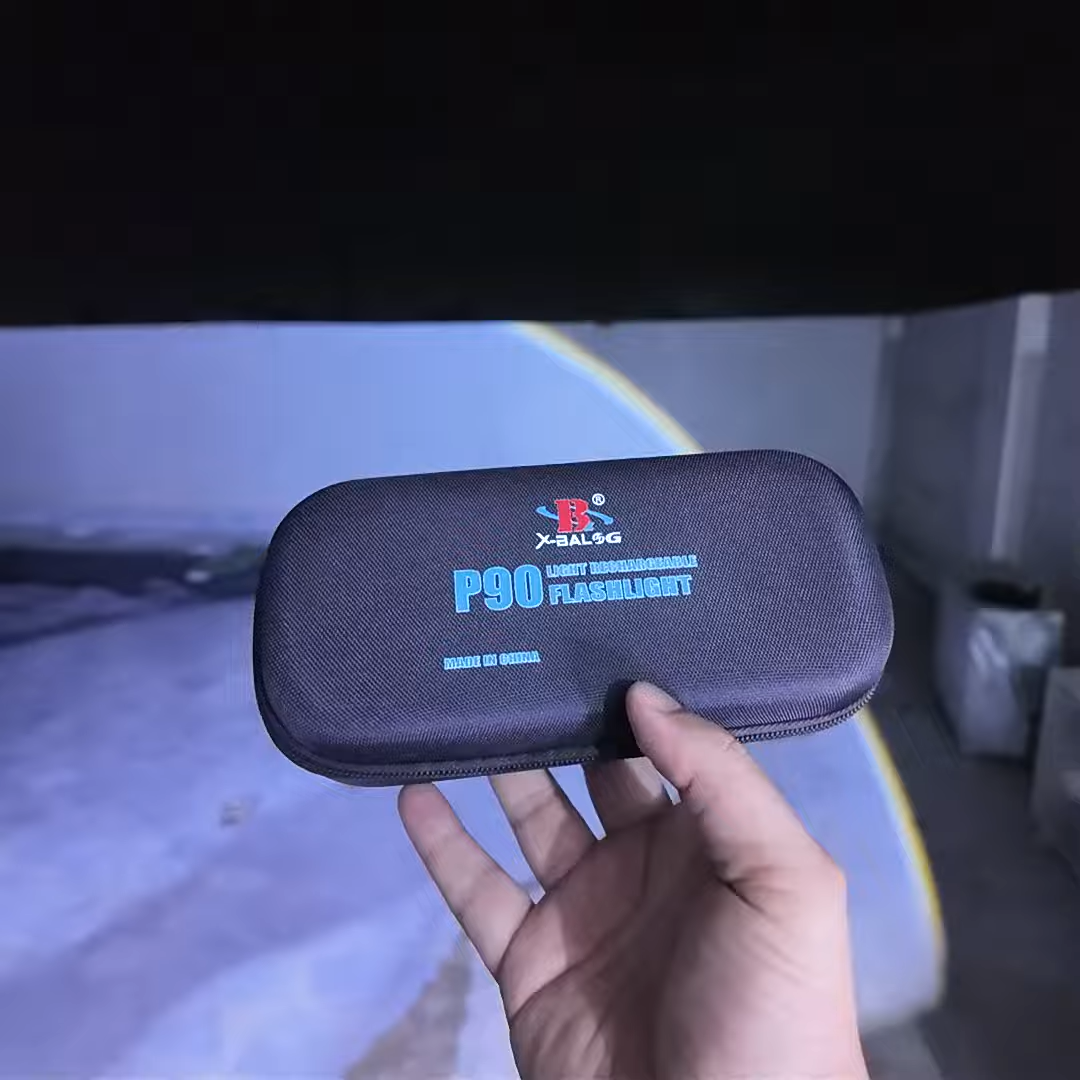 B®
X-BALOG
P90 LIGHT RECHARGEABLE
FLASHLIGHT
MADE IN CHINA